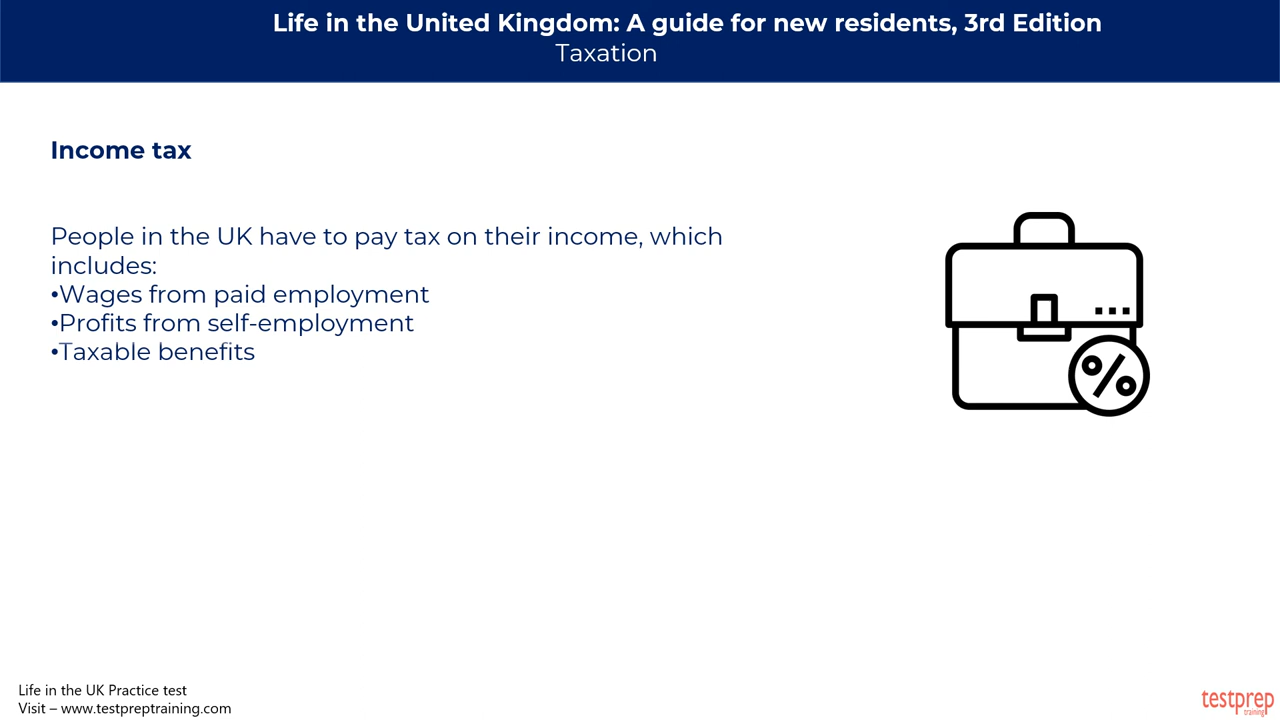 Life in the United Kingdom: A guide for new residents, 3rd Edition
Taxation
Income tax
People in the UK have to pay tax on their income, which
includes:
•Wages from paid employment
•Profits from self-employment
•Taxable benefits
%
Life in the UK Practice test
Visit – www.testpreptraining.com
testprep
training